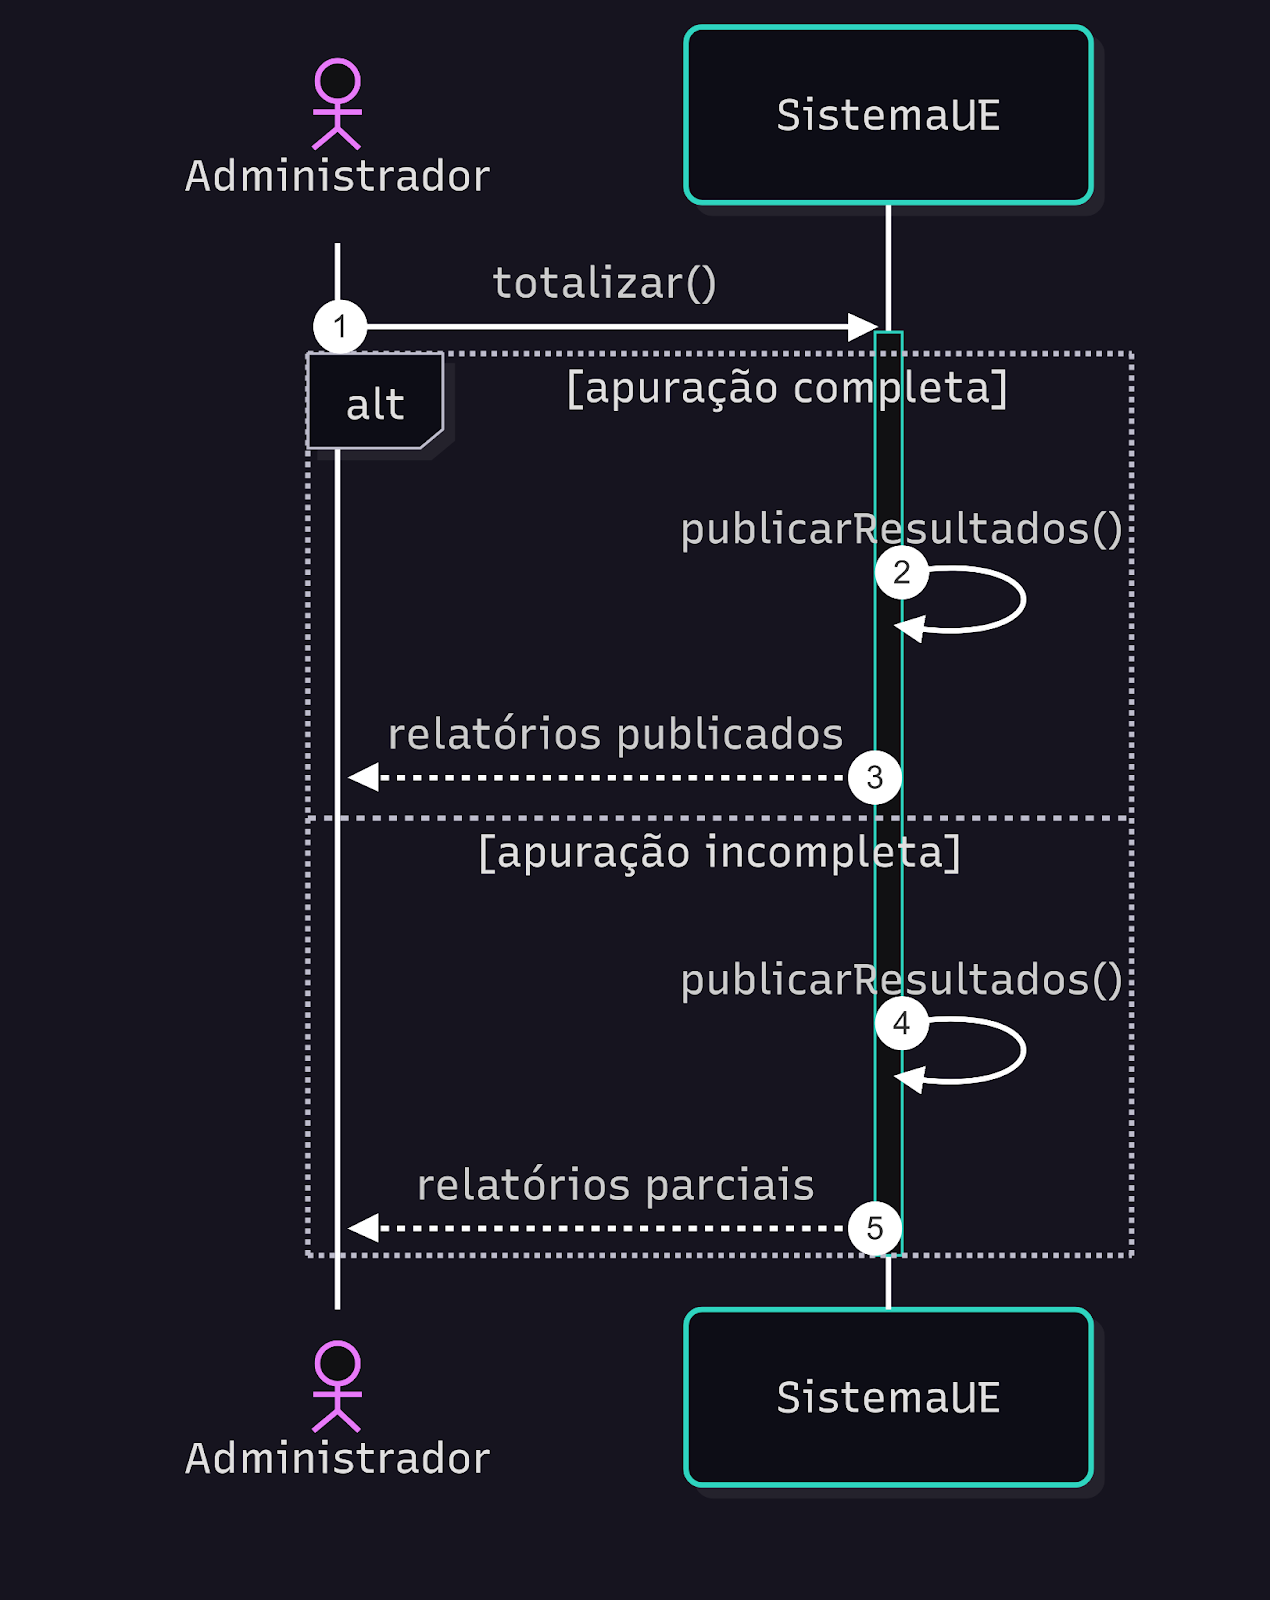 Administrador
SistemaUE
totalizar()
1
alt
[apuração completa]
publicarResultados()
2
relatórios publicados
3
[apuração incompleta]
publicarResultados()
4
relatórios parciais
5
Administrador
SistemaUE